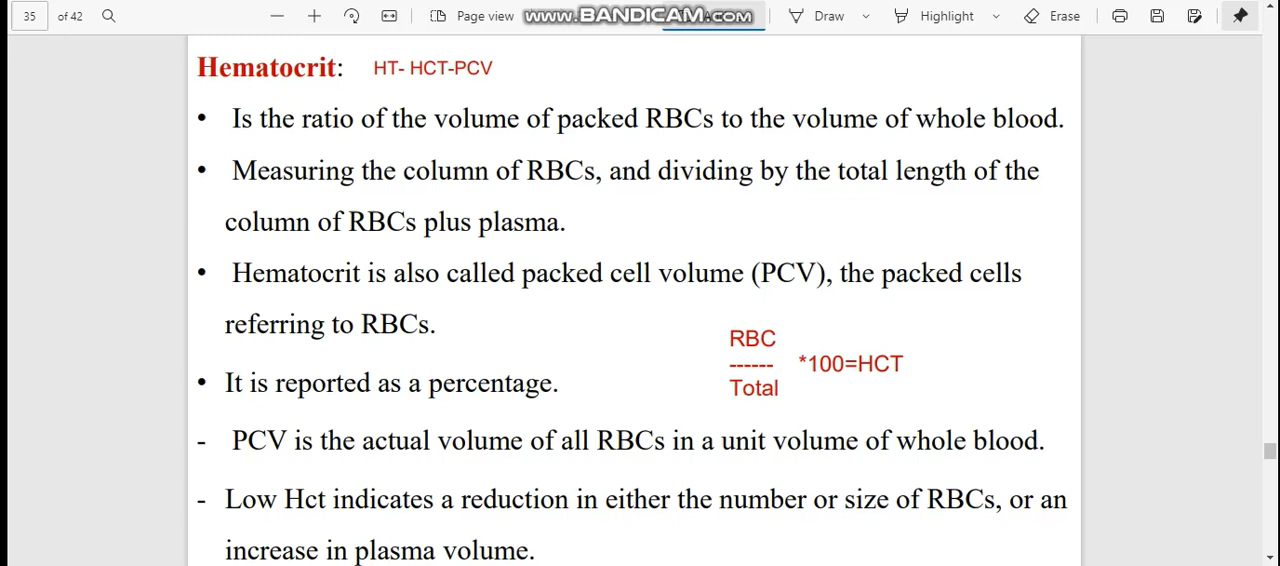 35 of 42 Page view www.BANDICAM.com Draw Highlight Erase
Hematocrit: HT- HCT-PCV
• Is the ratio of the volume of packed RBCs to the volume of whole blood.
• Measuring the column of RBCs, and dividing by the total length of the
column of RBCs plus plasma.
• Hematocrit is also called packed cell volume (PCV), the packed cells
referring to RBCs.
RBC
------ *100=HCT
Total
• It is reported as a percentage.
- PCV is the actual volume of all RBCs in a unit volume of whole blood.
- Low Hct indicates a reduction in either the number or size of RBCs, or an
increase in plasma volume.